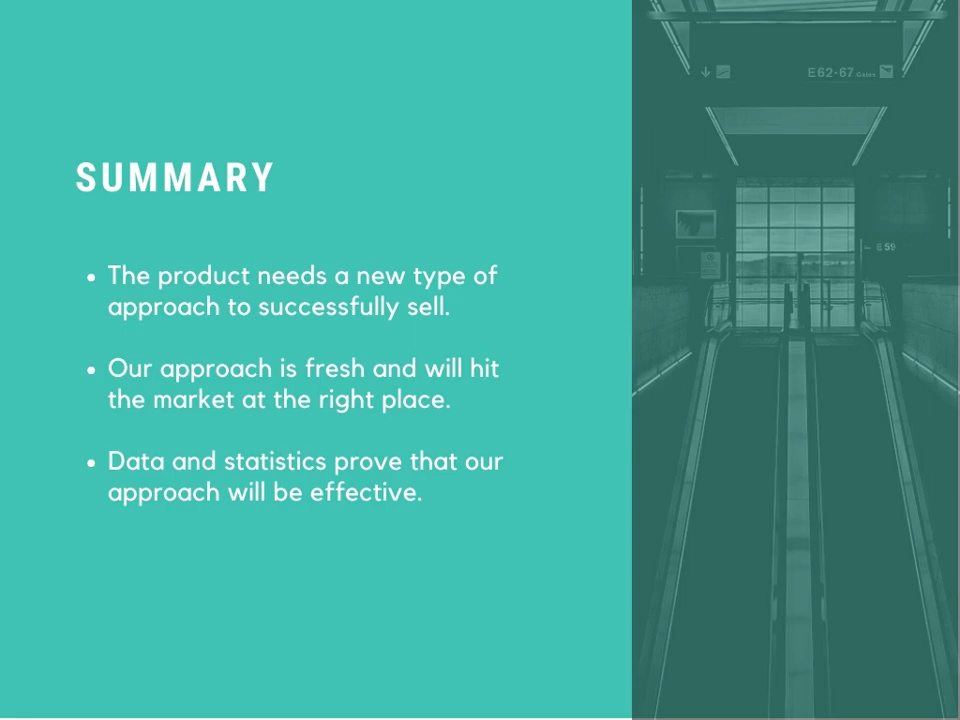 SUMMARY
• The product needs a new type of
approach to successfully sell.
• Our approach is fresh and will hit
the market at the right place.
• Data and statistics prove that our
approach will be effective.
E62-67 Gates
E59